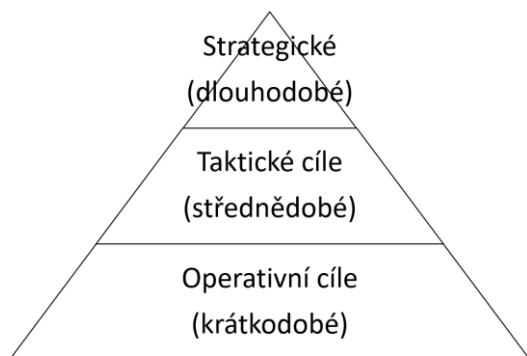 Strategické
(dlouhodobé)
Taktické cíle
(střednědobé)
Operativní cíle
(krátkodobé)